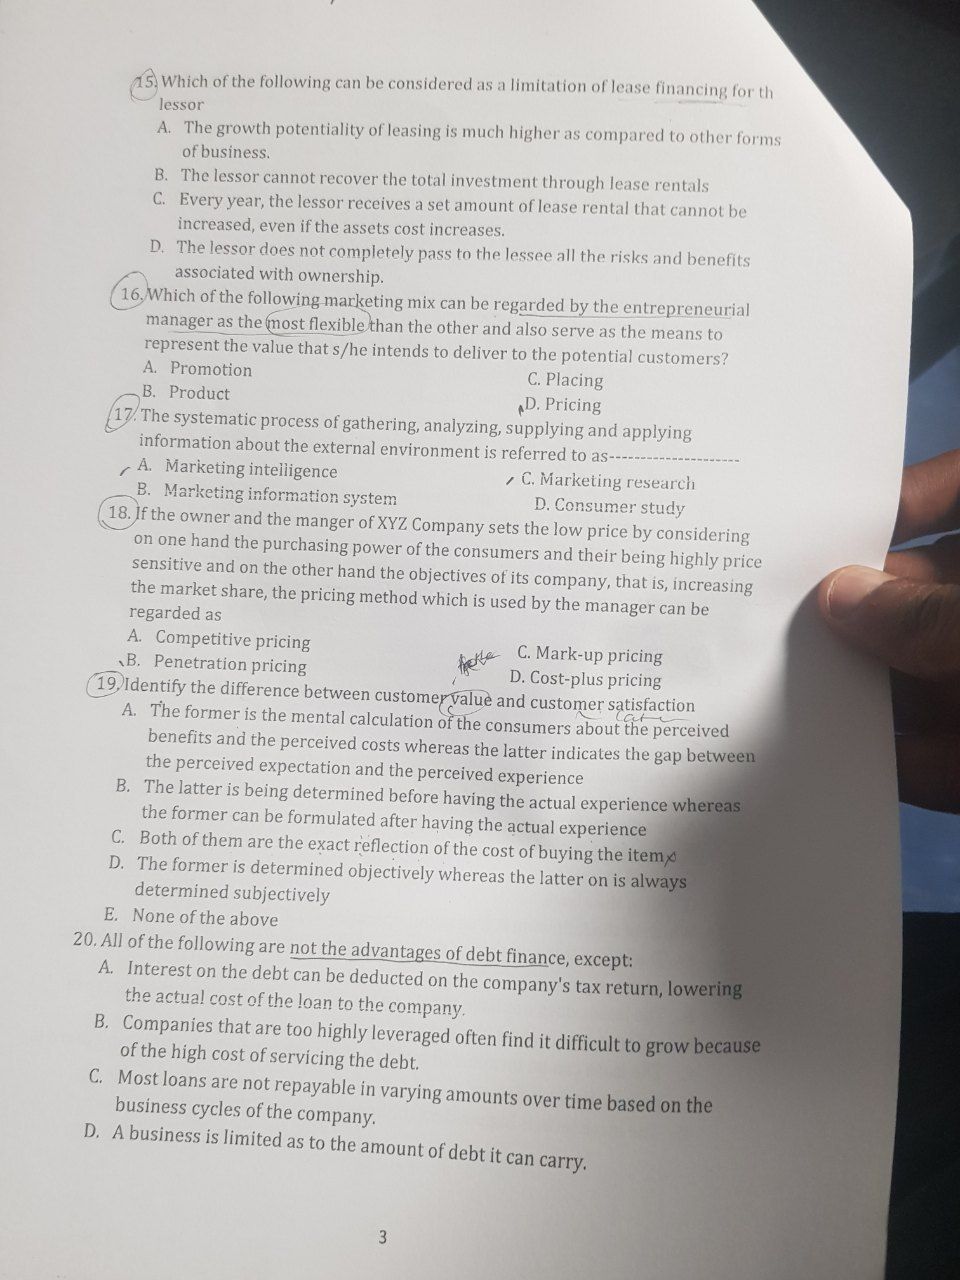 15. Which of the following can be considered as a limitation of lease financing for th
lessor
A. The growth potentiality of leasing is much higher as compared to other forms
of business.
B. The lessor cannot recover the total investment through lease rentals
C. Every year, the lessor receives a set amount of lease rental that cannot be
increased, even if the assets cost increases.
D. The lessor does not completely pass to the lessee all the risks and benefits
associated with ownership.
16. Which of the following marketing mix can be regarded by the entrepreneurial
manager as the most flexible than the other and also serve as the means to
represent the value that s/he intends to deliver to the potential customers?
A. Promotion
C. Placing
B. Product
D. Pricing
17. The systematic process of gathering, analyzing, supplying and applying
information about the external environment is referred to as---------------------
A. Marketing intelligence
C. Marketing research
B. Marketing information system
D. Consumer study
18. If the owner and the manger of XYZ Company sets the low price by considering
on one hand the purchasing power of the consumers and their being highly price
sensitive and on the other hand the objectives of its company, that is, increasing
the market share, the pricing method which is used by the manager can be
regarded as
A. Competitive pricing
C. Mark-up pricing
B. Penetration pricing
D. Cost-plus pricing
19. Identify the difference between customer value and customer satisfaction
A. The former is the mental calculation of the consumers about the perceived
benefits and the perceived costs whereas the latter indicates the gap between
the perceived expectation and the perceived experience
B. The latter is being determined before having the actual experience whereas
the former can be formulated after having the actual experience
C. Both of them are the exact reflection of the cost of buying the item
D. The former is determined objectively whereas the latter on is always
determined subjectively
E. None of the above
20. All of the following are not the advantages of debt finance, except:
A. Interest on the debt can be deducted on the company's tax return, lowering
the actual cost of the loan to the company.
B. Companies that are too highly leveraged often find it difficult to grow because
of the high cost of servicing the debt.
C. Most loans are not repayable in varying amounts over time based on the
business cycles of the company.
D. A business is limited as to the amount of debt it can carry.
3